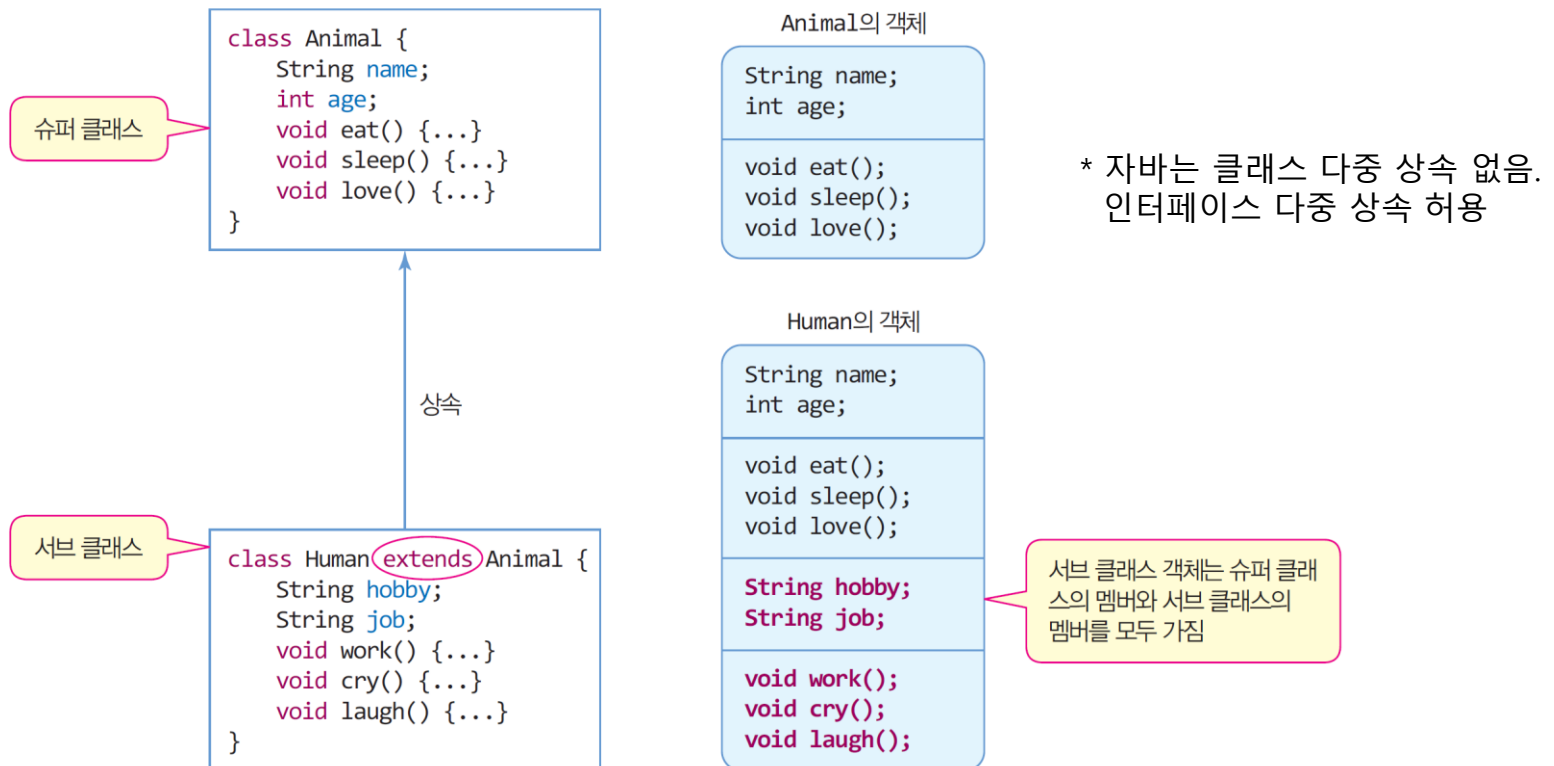 class Animal {
String name;
int age;
void eat() {...}
void sleep() {...}
void love() {...}
}
슈퍼 클래스
Animal의 객체
String name;
int age;
void eat();
void sleep();
void love();
* 자바는 클래스 다중 상속 없음.
인터페이스 다중 상속 허용
상속
서브 클래스
class Human extends Animal {
String hobby;
String job;
void work() {...}
void cry() {...}
void laugh() {...}
}
Human의 객체
String name;
int age;
void eat();
void sleep();
void love();
String hobby;
String job;
void work();
void cry();
void laugh();
서브 클래스 객체는 슈퍼 클래
스의 멤버와 서브 클래스의
멤버를 모두 가짐